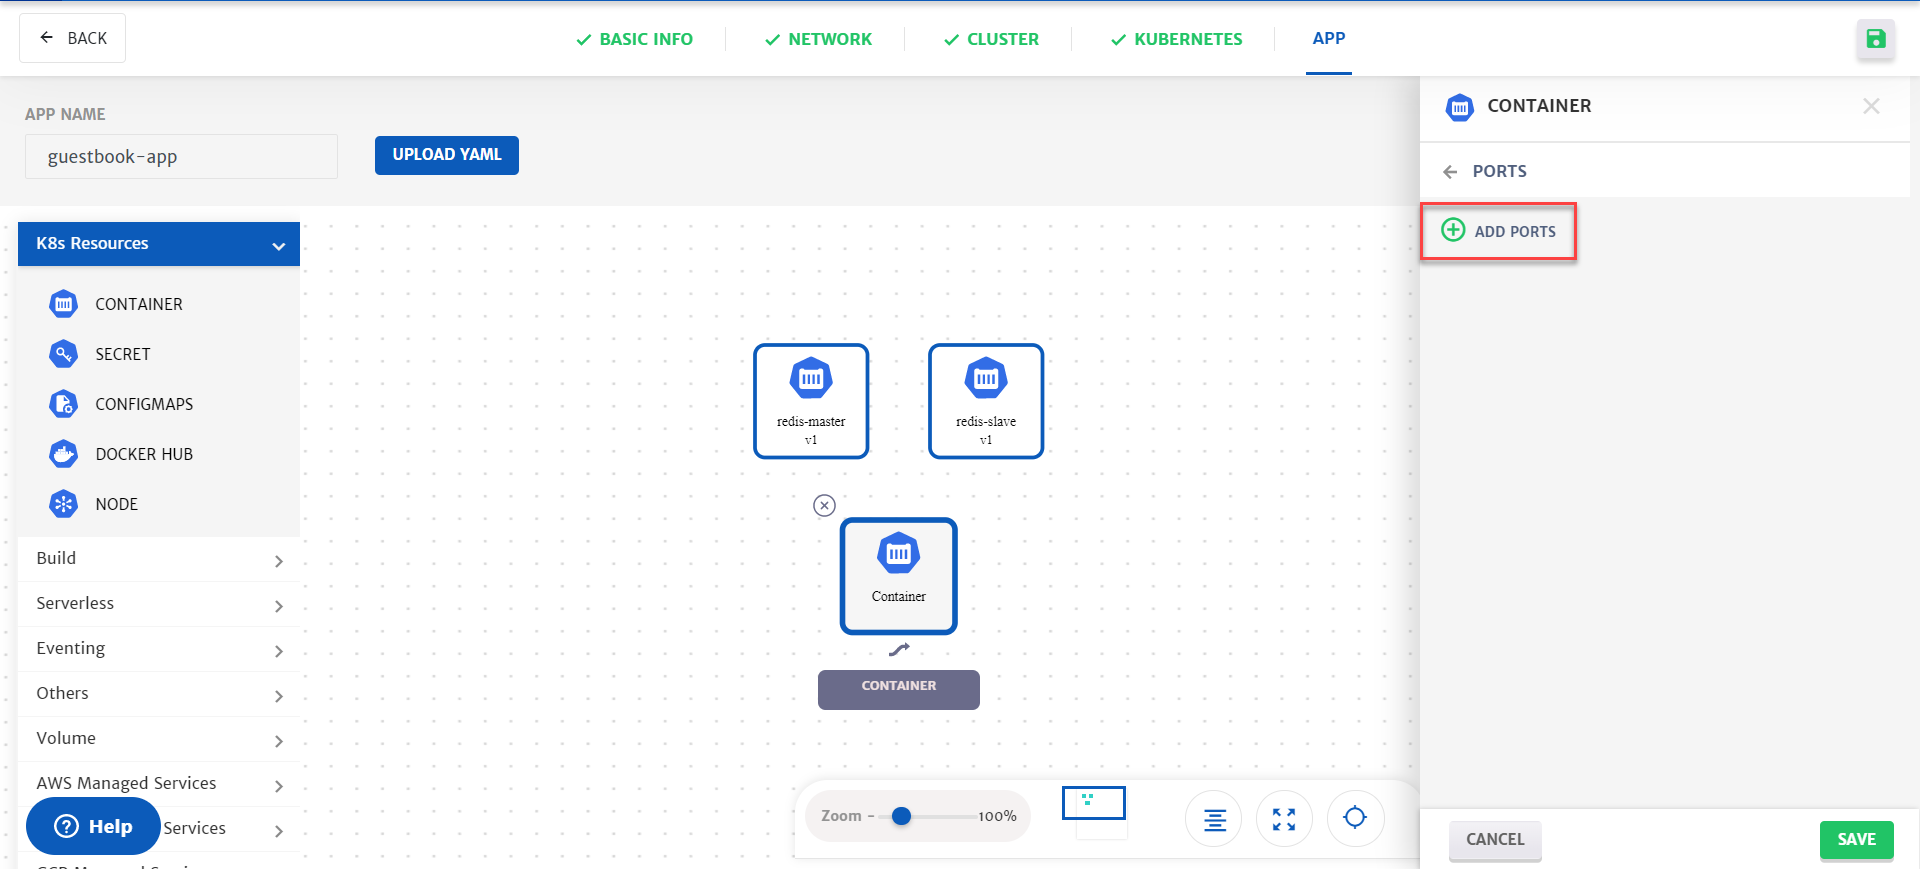 BACK
BASIC INFO
NETWORK
CLUSTER
KUBERNETES
APP
APP NAME
guestbook-app
UPLOAD YAML
K8s Resources
CONTAINER
SECRET
CONFIGMAPS
DOCKER HUB
NODE
Build
Serverless
Eventing
Others
Volume
AWS Managed Services
Services
Help
redis-master
v1
redis-slave
v1
Container
CONTAINER
Zoom - 100%
CONTAINER
PORTS
ADD PORTS
CANCEL
SAVE